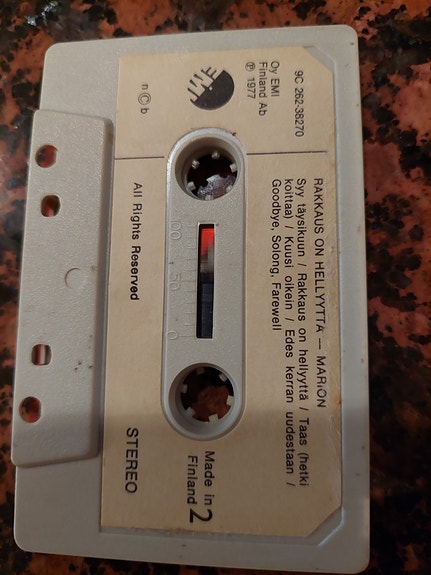 RAKKAUS ON HELLYYTTÄ — MARION
Syy täysikuun / Rakkaus on hellyyttä / Taas (hetki
koittaa) / Kuusi oikein / Edes kerran uudestaan /
Goodbye, Solong, Farewell
9C 262-38270
Oy EMI
Finland Ab
℗ 1977
n©b
100 50 0
Made in
Finland
2
All Rights Reserved
STEREO